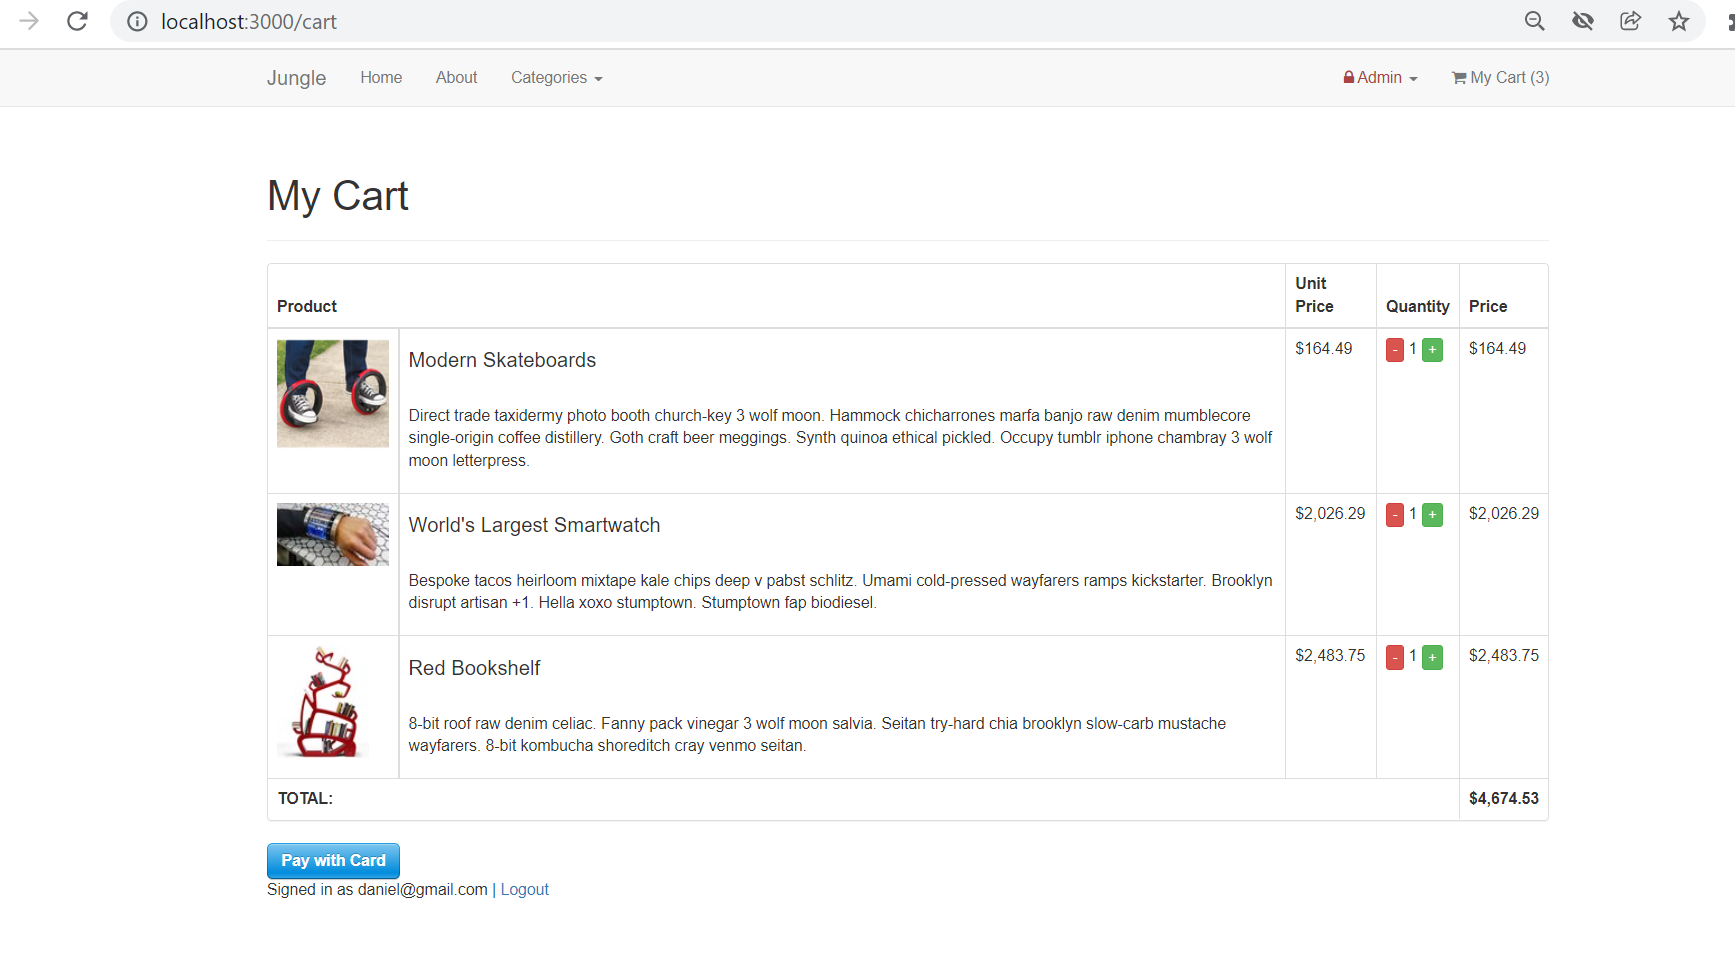 localhost:3000/cart
Jungle Home About Categories Admin My Cart (3)
My Cart
Product Unit Price Quantity Price
Modern Skateboards $164.49 - 1 + $164.49
Direct trade taxidermy photo booth church-key 3 wolf moon. Hammock chicharrones marfa banjo raw denim mumblecore
single-origin coffee distillery. Goth craft beer meggings. Synth quinoa ethical pickled. Occupy tumblr iphone chambray 3 wolf
moon letterpress.
World's Largest Smartwatch $2,026.29 - 1 + $2,026.29
Bespoke tacos heirloom mixtape kale chips deep v pabst schlitz. Umami cold-pressed wayfarers ramps kickstarter. Brooklyn
disrupt artisan +1. Hella xoxo stumptown. Stumptown fap biodiesel.
Red Bookshelf $2,483.75 - 1 + $2,483.75
8-bit roof raw denim celiac. Fanny pack vinegar 3 wolf moon salvia. Seitan try-hard chia brooklyn slow-carb mustache
wayfarers. 8-bit kombucha shoreditch cray venmo seitan.
TOTAL: $4,674.53
Pay with Card
Signed in as daniel@gmail.com | Logout